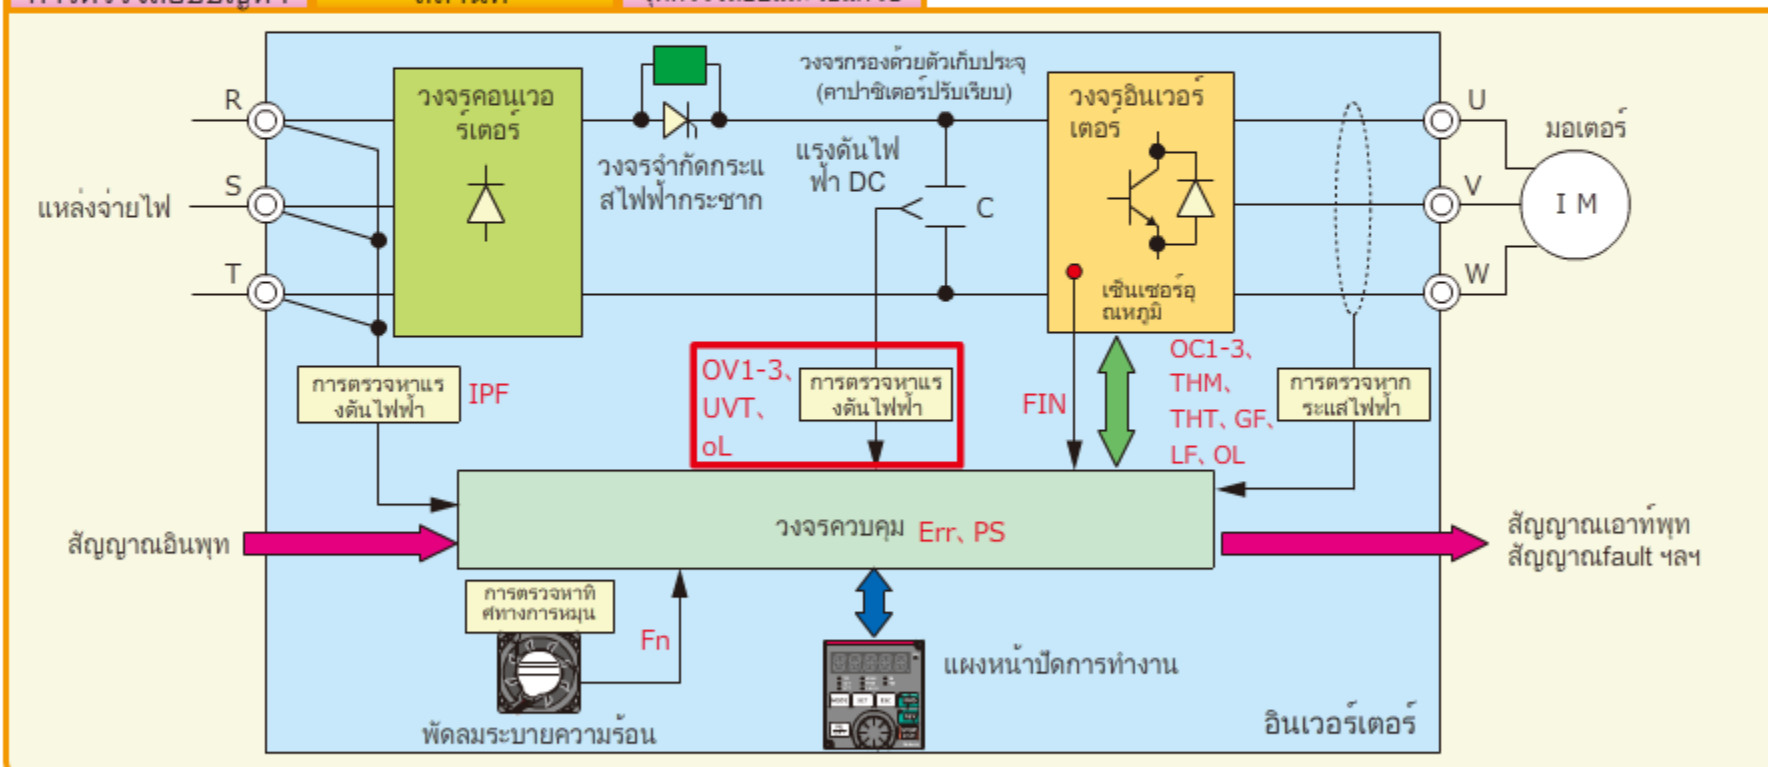 R
S
T
แหล่งจ่ายไฟ
วงจรคอนเวอ
ร์เตอร์
วงจรจำกัดกระแ
สไฟฟ้ากระชาก
วงจรกรองด้วยตัวเก็บประจุ
(คาปาซิเตอร์ปรับเรียบ)
แรงดันไฟ
ฟ้า DC
C
วงจรอินเวอร์
เตอร์
เซ็นเซอร์อุ
ณหภูมิ
U
V
W
มอเตอร์
I M
การตรวจหาแร
งดันไฟฟ้า
IPF
OV1-3、
UVT、
oL
การตรวจหาแร
งดันไฟฟ้า
FIN
OC1-3、
THM、
THT、GF、
LF、OL
การตรวจหาก
ระแสไฟฟ้า
สัญญาณอินพุท
วงจรควบคุม Err、PS
สัญญาณเอาท์พุท
สัญญาณfault ฯลฯ
การตรวจหาทิ
ศทางการหมุน
Fn
พัดลมระบายความร้อน
แผงหน้าปัดการทำงาน
อินเวอร์เตอร์